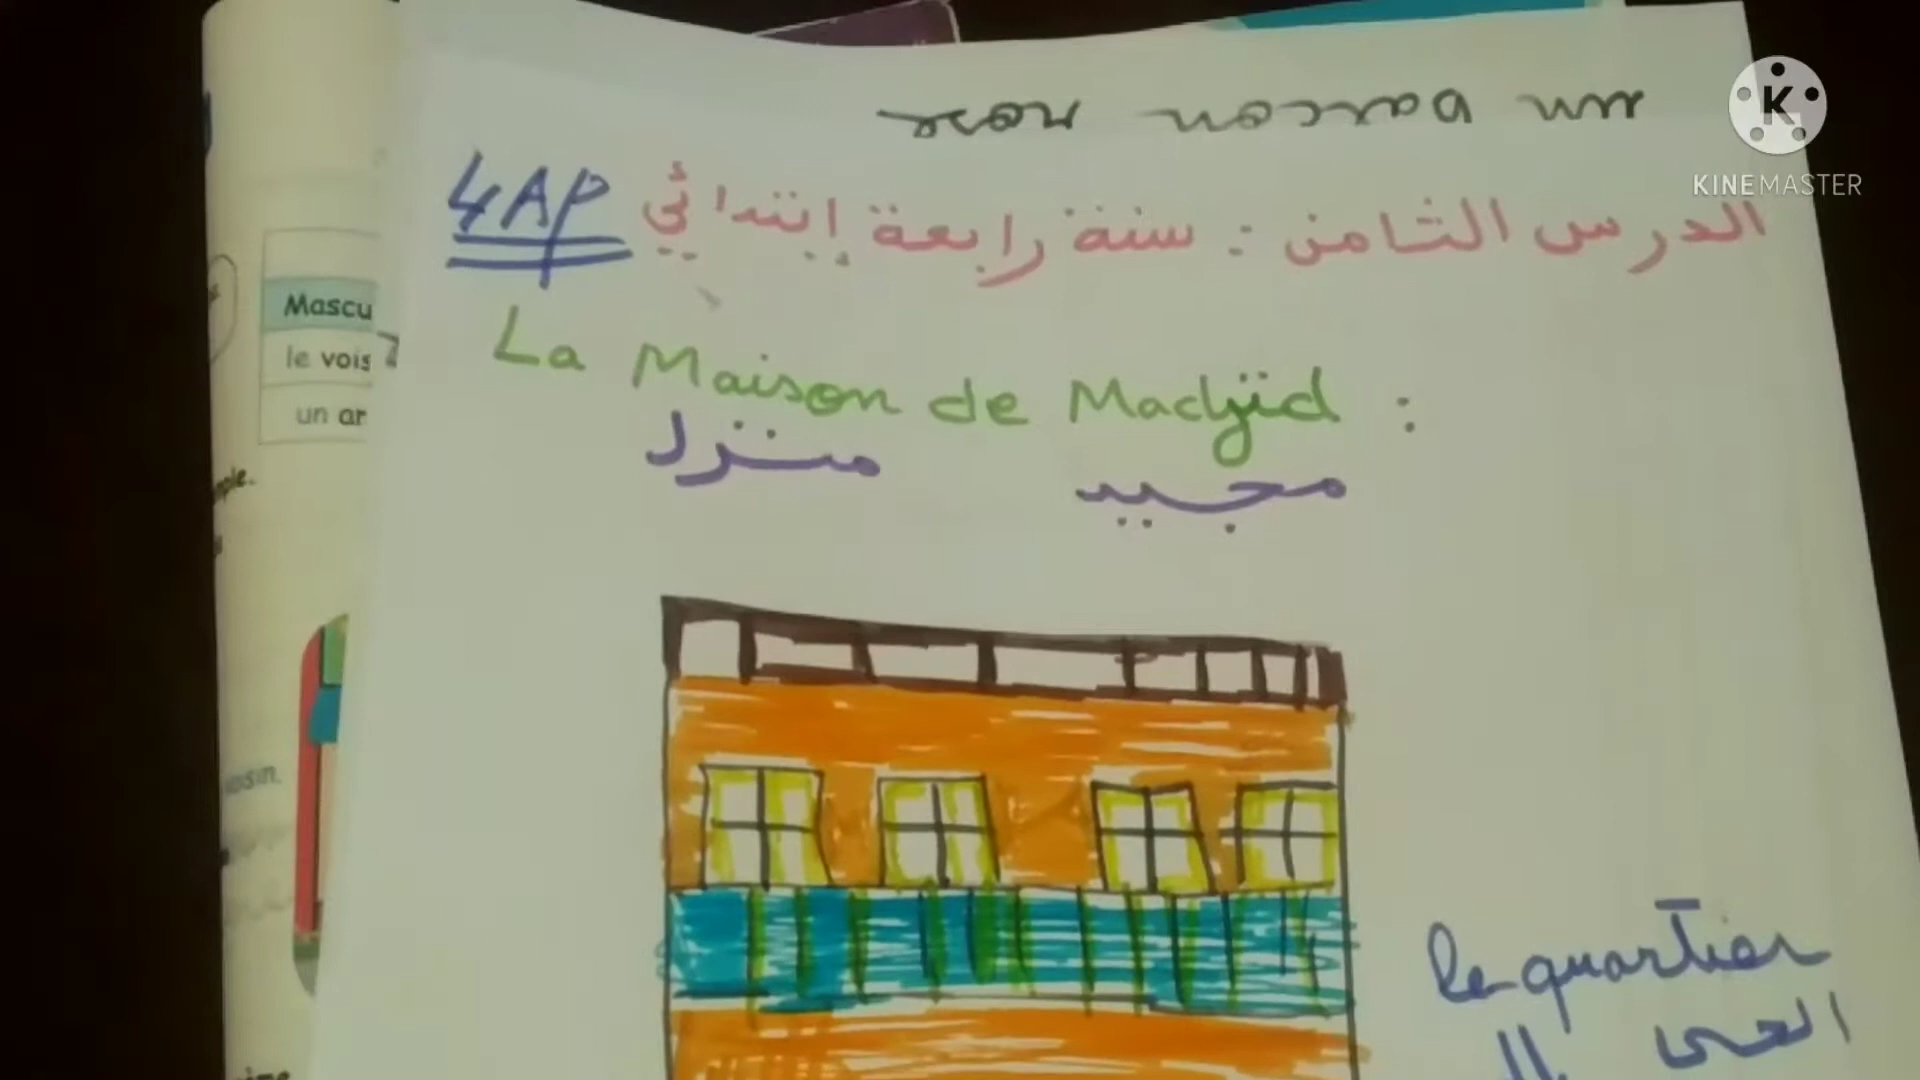 KINEMASTER
الدرس الثامن : سنة رابعة إبتدائي 4AP
La Maison de Madjid :
منزل مجيد
le quartier
الحي
Mascu
le vois
un ar
mple.